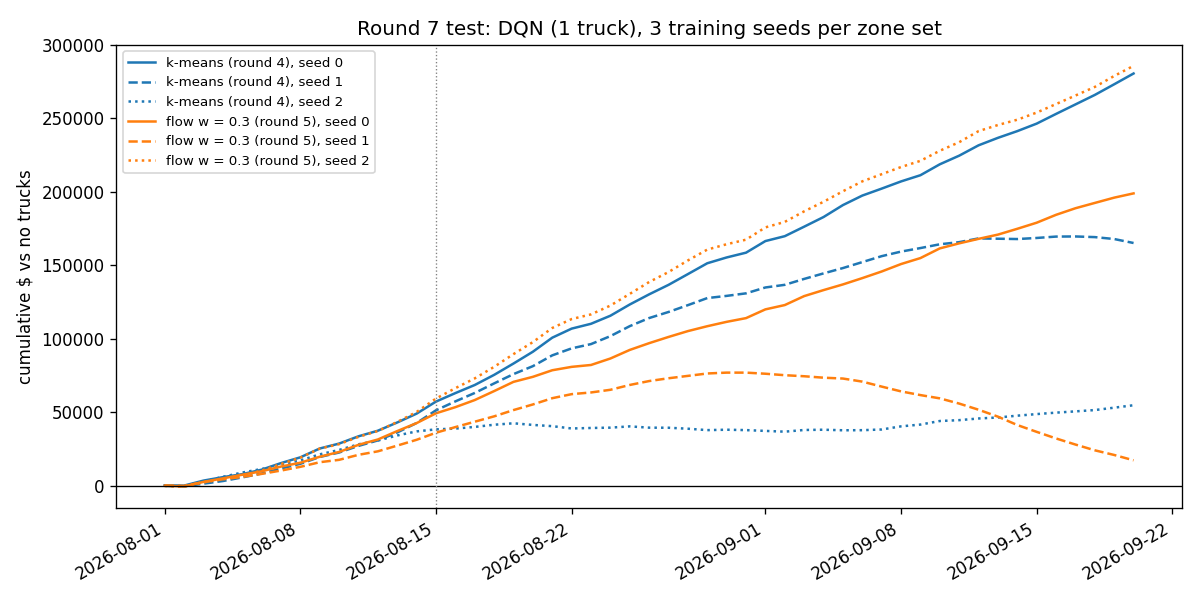 Round 7 test: DQN (1 truck), 3 training seeds per zone set
cumulative $ vs no trucks
300000
250000
200000
150000
100000
50000
0
k-means (round 4), seed 0
k-means (round 4), seed 1
k-means (round 4), seed 2
flow w = 0.3 (round 5), seed 0
flow w = 0.3 (round 5), seed 1
flow w = 0.3 (round 5), seed 2
2026-08-01
2026-08-08
2026-08-15
2026-08-22
2026-09-01
2026-09-08
2026-09-15
2026-09-22